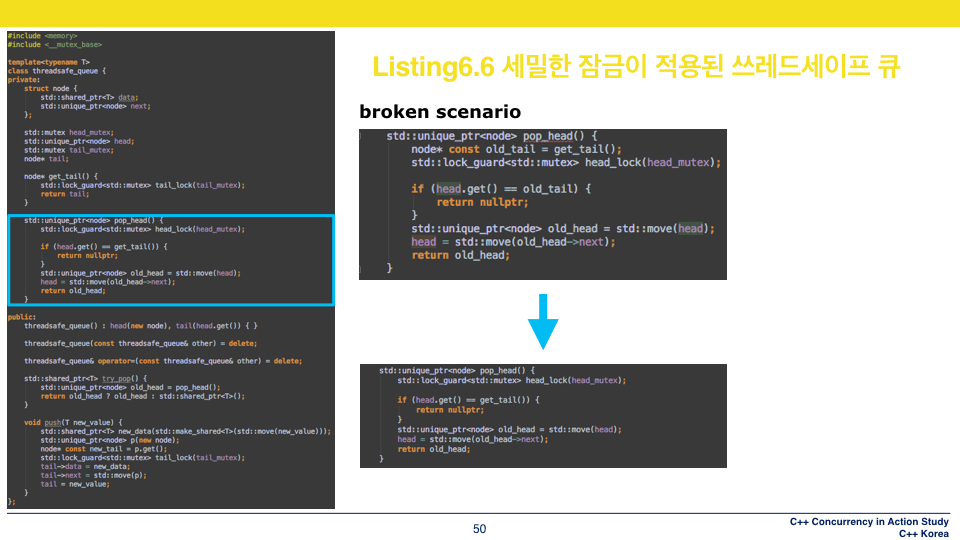 #include <memory>
#include <__mutex_base>
template<typename T>
class threadsafe_queue {
private:
struct node {
std::shared_ptr<T> data;
std::unique_ptr<node> next;
};
std::mutex head_mutex;
std::unique_ptr<node> head;
std::mutex tail_mutex;
node* tail;
node* get_tail() {
std::lock_guard<std::mutex> tail_lock(tail_mutex);
return tail;
}
std::unique_ptr<node> pop_head() {
std::lock_guard<std::mutex> head_lock(head_mutex);
if (head.get() == get_tail()) {
return nullptr;
}
std::unique_ptr<node> old_head = std::move(head);
head = std::move(old_head->next);
return old_head;
}
public:
threadsafe_queue() : head(new node), tail(head.get()) { }
threadsafe_queue(const threadsafe_queue& other) = delete;
threadsafe_queue& operator=(const threadsafe_queue& other) = delete;
std::shared_ptr<T> try_pop() {
std::unique_ptr<node> old_head = pop_head();
return old_head ? old_head : std::shared_ptr<T>();
}
void push(T new_value) {
std::shared_ptr<T> new_data(std::make_shared<T>(std::move(new_value)));
std::unique_ptr<node> p(new node);
node* const new_tail = p.get();
std::lock_guard<std::mutex> tail_lock(tail_mutex);
tail->data = new_data;
tail->next = std::move(p);
tail = new_value;
}
};
Listing6.6 세밀한 잠금이 적용된 쓰레드세이프 큐
broken scenario
std::unique_ptr<node> pop_head() {
node* const old_tail = get_tail();
std::lock_guard<std::mutex> head_lock(head_mutex);
if (head.get() == old_tail) {
return nullptr;
}
std::unique_ptr<node> old_head = std::move(head);
head = std::move(old_head->next);
return old_head;
}
std::unique_ptr<node> pop_head() {
std::lock_guard<std::mutex> head_lock(head_mutex);
if (head.get() == get_tail()) {
return nullptr;
}
std::unique_ptr<node> old_head = std::move(head);
head = std::move(old_head->next);
return old_head;
}
50
C++ Concurrency in Action Study
C++ Korea